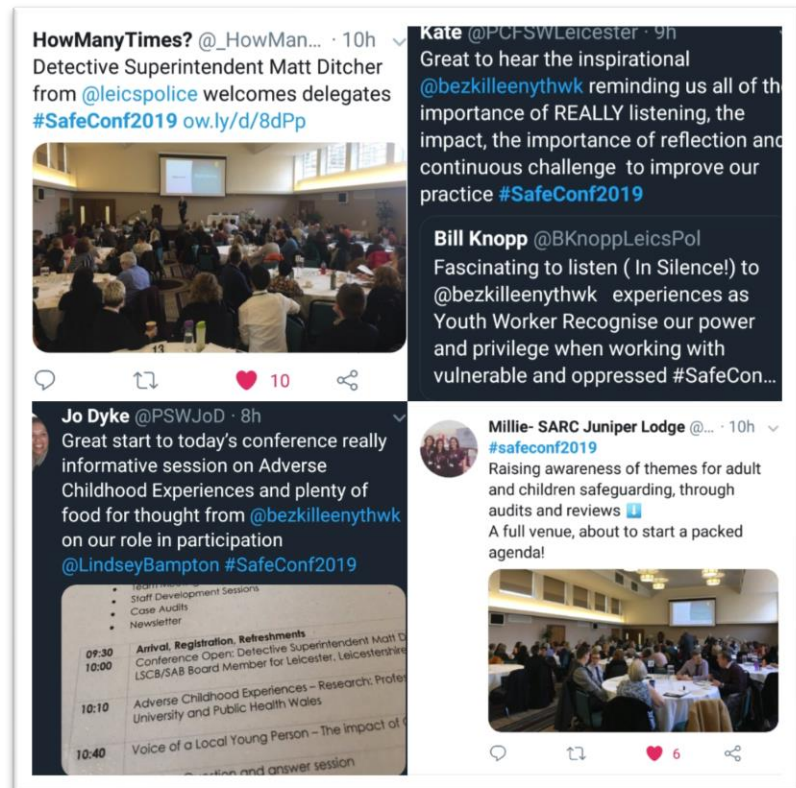 HowManyTimes? @_HowMan... · 10h
Detective Superintendent Matt Ditcher
from @leicspolice welcomes delegates
#SafeConf2019 ow.ly/d/8dPp
13
10
Kate @PCFSWLeicester · 9h
Great to hear the inspirational
@bezkilleenythwk reminding us all of th
importance of REALLY listening, the
impact, the importance of reflection and
continuous challenge to improve our
practice #SafeConf2019
Bill Knopp @BKnoppLeicsPol
Fascinating to listen ( In Silence!) to
@bezkilleenythwk experiences as
Youth Worker Recognise our power
and privilege when working with
vulnerable and oppressed #SafeCon...
Jo Dyke @PSWJoD · 8h
Great start to today's conference really
informative session on Adverse
Childhood Experiences and plenty of
food for thought from @bezkilleenythwk
on our role in participation
@LindseyBampton #SafeConf2019
• Staff Development Sessions
• Case Audits
• Newsletter
09:30 Arrival, Registration, Refreshments
10:00 Conference Open: Detective Superintendent Matt D
LSCB/SAB Board Member for Leicester, Leicestershire
10:10 Adverse Childhood Experiences – Research: Profes
University and Public Health Wales
10:40 Voice of a Local Young Person – The impact of
and answer session
Millie- SARC Juniper Lodge @... · 10h
#safeconf2019
Raising awareness of themes for adult
and children safeguarding, through
audits and reviews ⬇️
A full venue, about to start a packed
agenda!
6